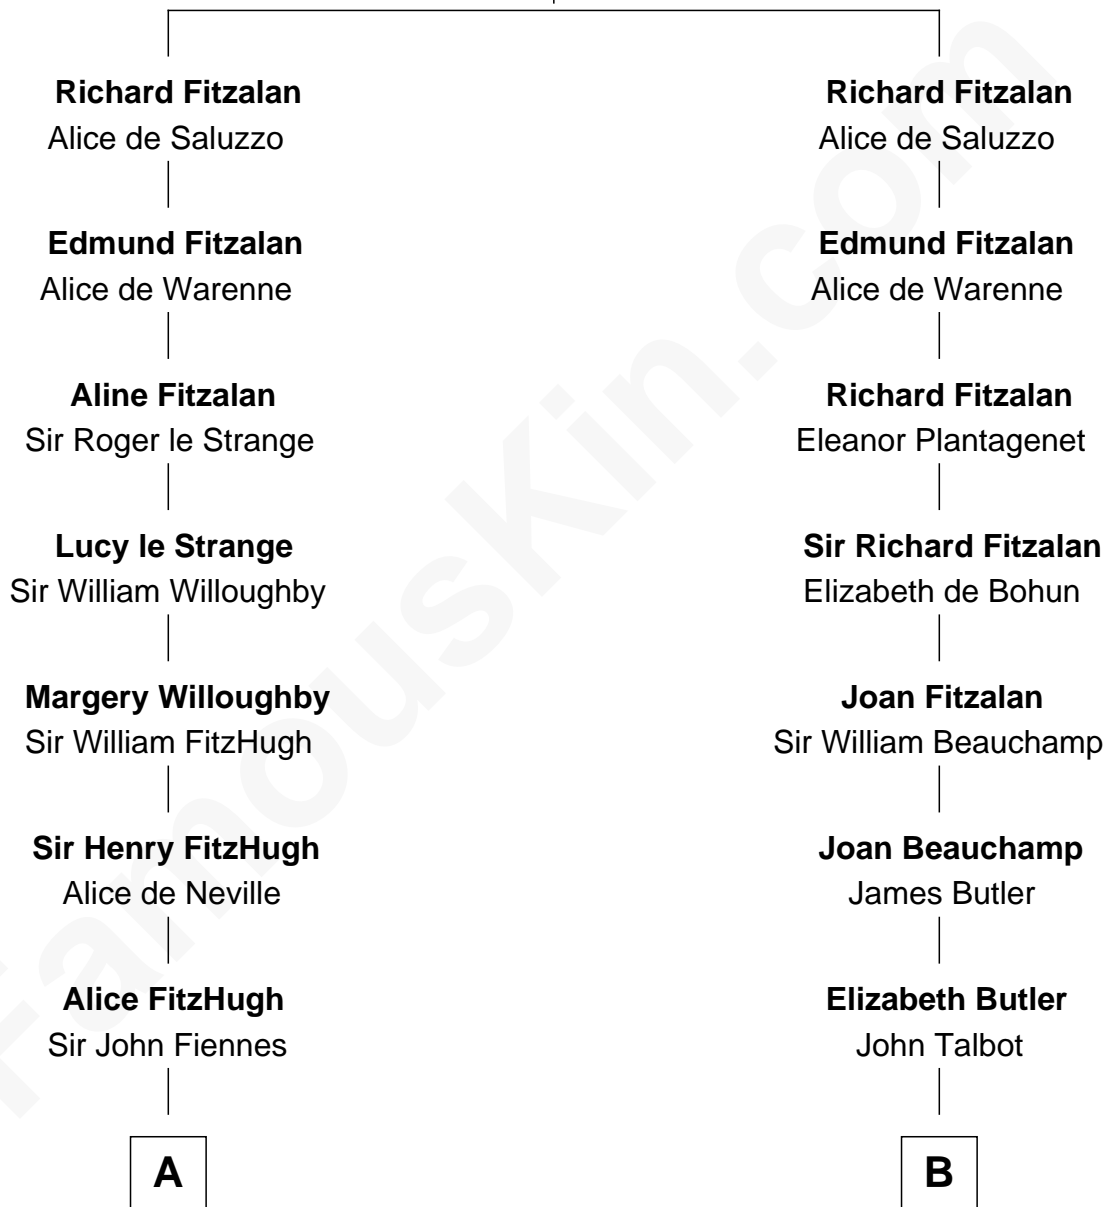 Richard Fitzalan
Alice de Saluzzo
Edmund Fitzalan
Alice de Warenne
Aline Fitzalan
Sir Roger le Strange
Lucy le Strange
Sir William Willoughby
Margery Willoughby
Sir William FitzHugh
Sir Henry FitzHugh
Alice de Neville
Alice FitzHugh
Sir John Fiennes
A
Richard Fitzalan
Alice de Saluzzo
Edmund Fitzalan
Alice de Warenne
Richard Fitzalan
Eleanor Plantagenet
Sir Richard Fitzalan
Elizabeth de Bohun
Joan Fitzalan
Sir William Beauchamp
Joan Beauchamp
James Butler
Elizabeth Butler
John Talbot
B
FamousKin.com